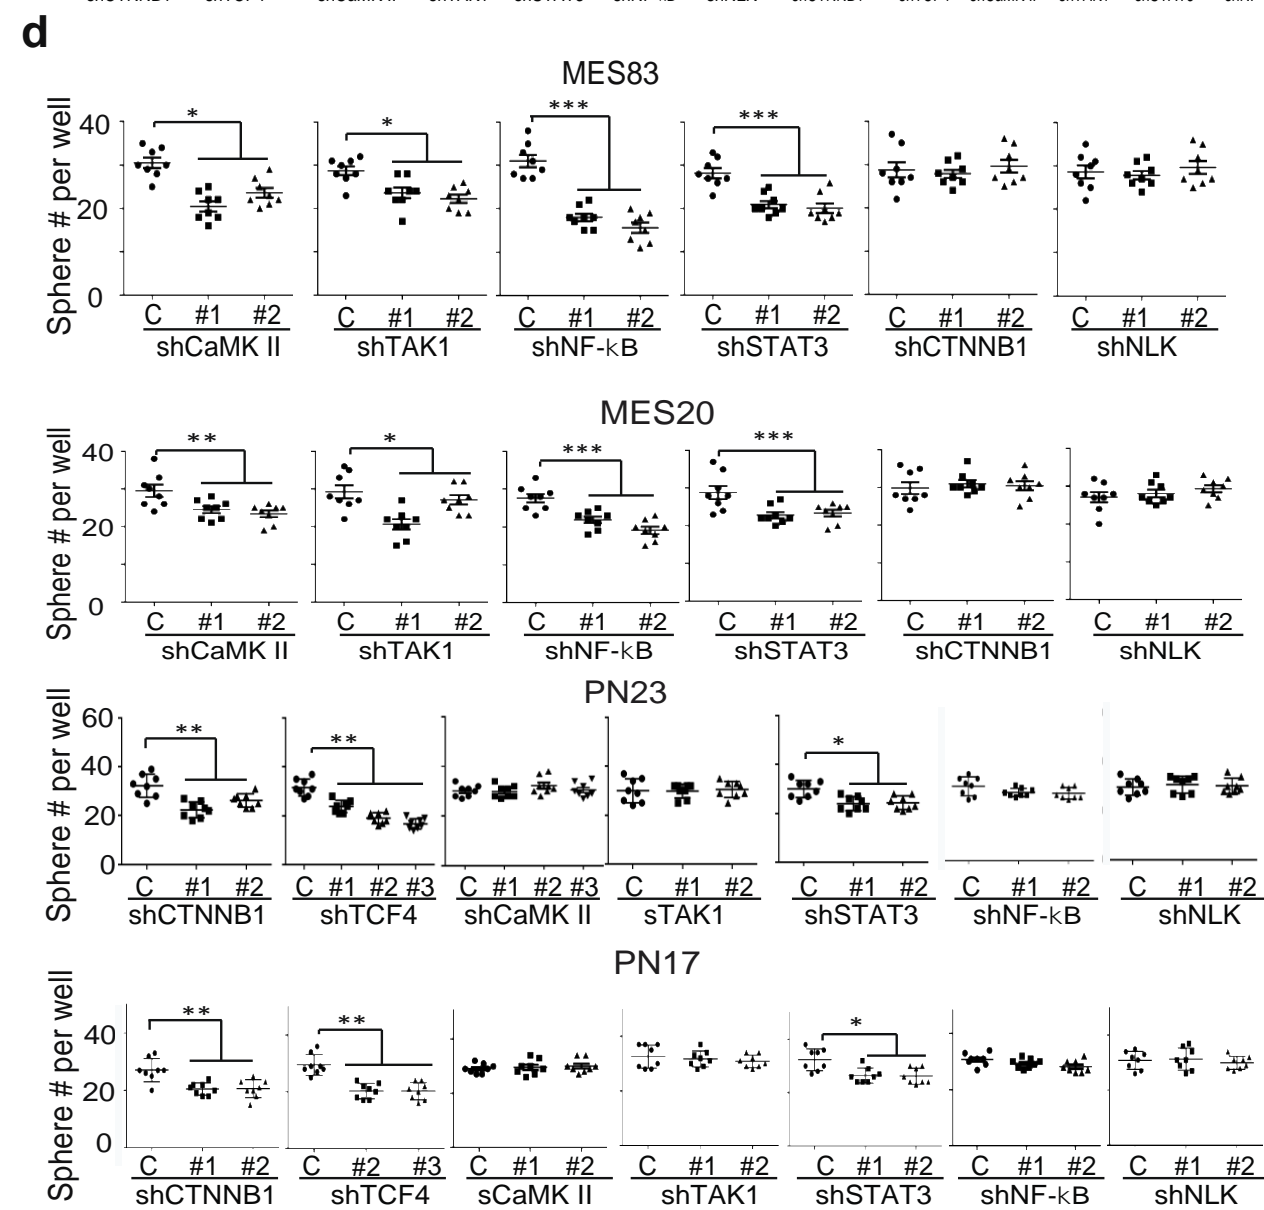 d
MES83
Sphere # per well
40
20
0
* * *** ***
C #1 #2 C #1 #2 C #1 #2 C #1 #2 C #1 #2 C #1 #2
shCaMK II shTAK1 shNF-kB shSTAT3 shCTNNB1 shNLK
MES20
Sphere # per well
40
20
0
** * *** ***
C #1 #2 C #1 #2 C #1 #2 C #1 #2 C #1 #2 C #1 #2
shCaMK II shTAK1 shNF-kB shSTAT3 shCTNNB1 shNLK
PN23
Sphere # per well
60
40
20
0
** ** *
C #1 #2 C #1 #2 #3 C #1 #2 #3 C #1 #2 C #1 #2 C #1 #2 C #1 #2
shCTNNB1 shTCF4 shCaMK II sTAK1 shSTAT3 shNF-kB shNLK
PN17
Sphere # per well
40
20
0
** ** *
C #1 #2 C #2 #3 C #1 #2 C #1 #2 C #1 #2 C #1 #2 C #1 #2
shCTNNB1 shTCF4 sCaMK II shTAK1 shSTAT3 shNF-kB shNLK